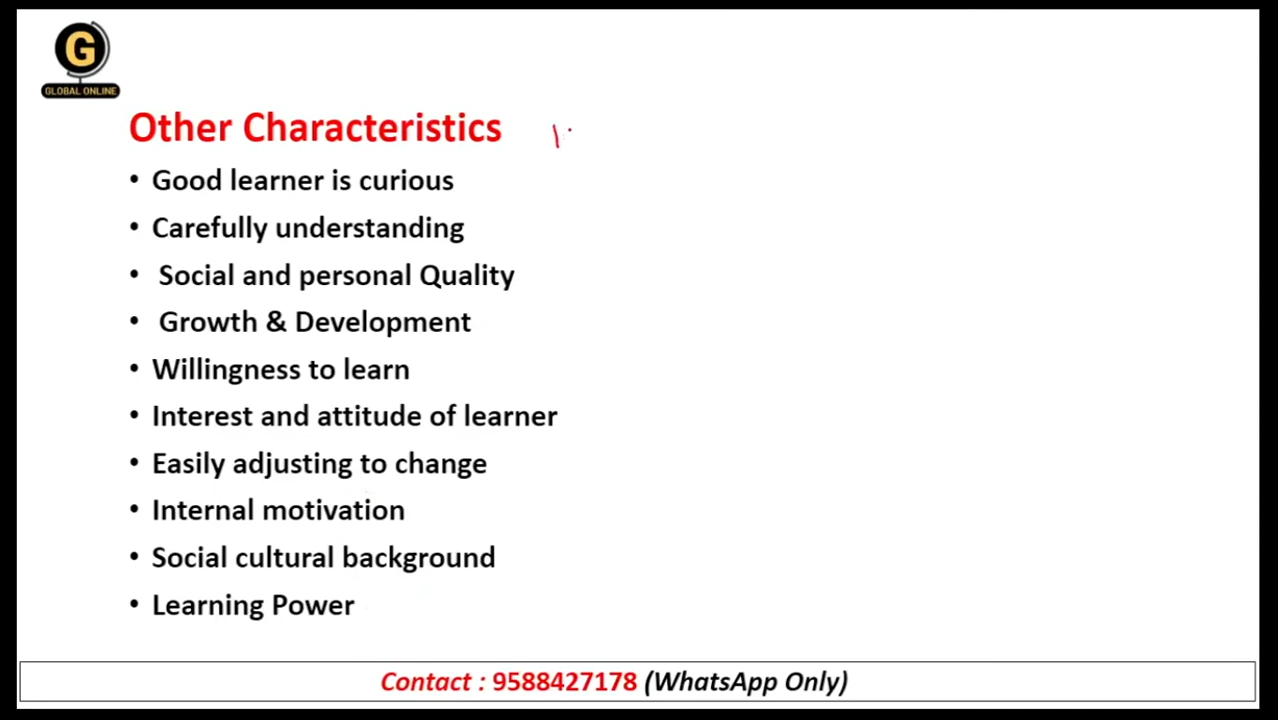 G
GLOBAL ONLINE
Other Characteristics
• Good learner is curious
• Carefully understanding
• Social and personal Quality
• Growth & Development
• Willingness to learn
• Interest and attitude of learner
• Easily adjusting to change
• Internal motivation
• Social cultural background
• Learning Power
Contact : 9588427178 (WhatsApp Only)